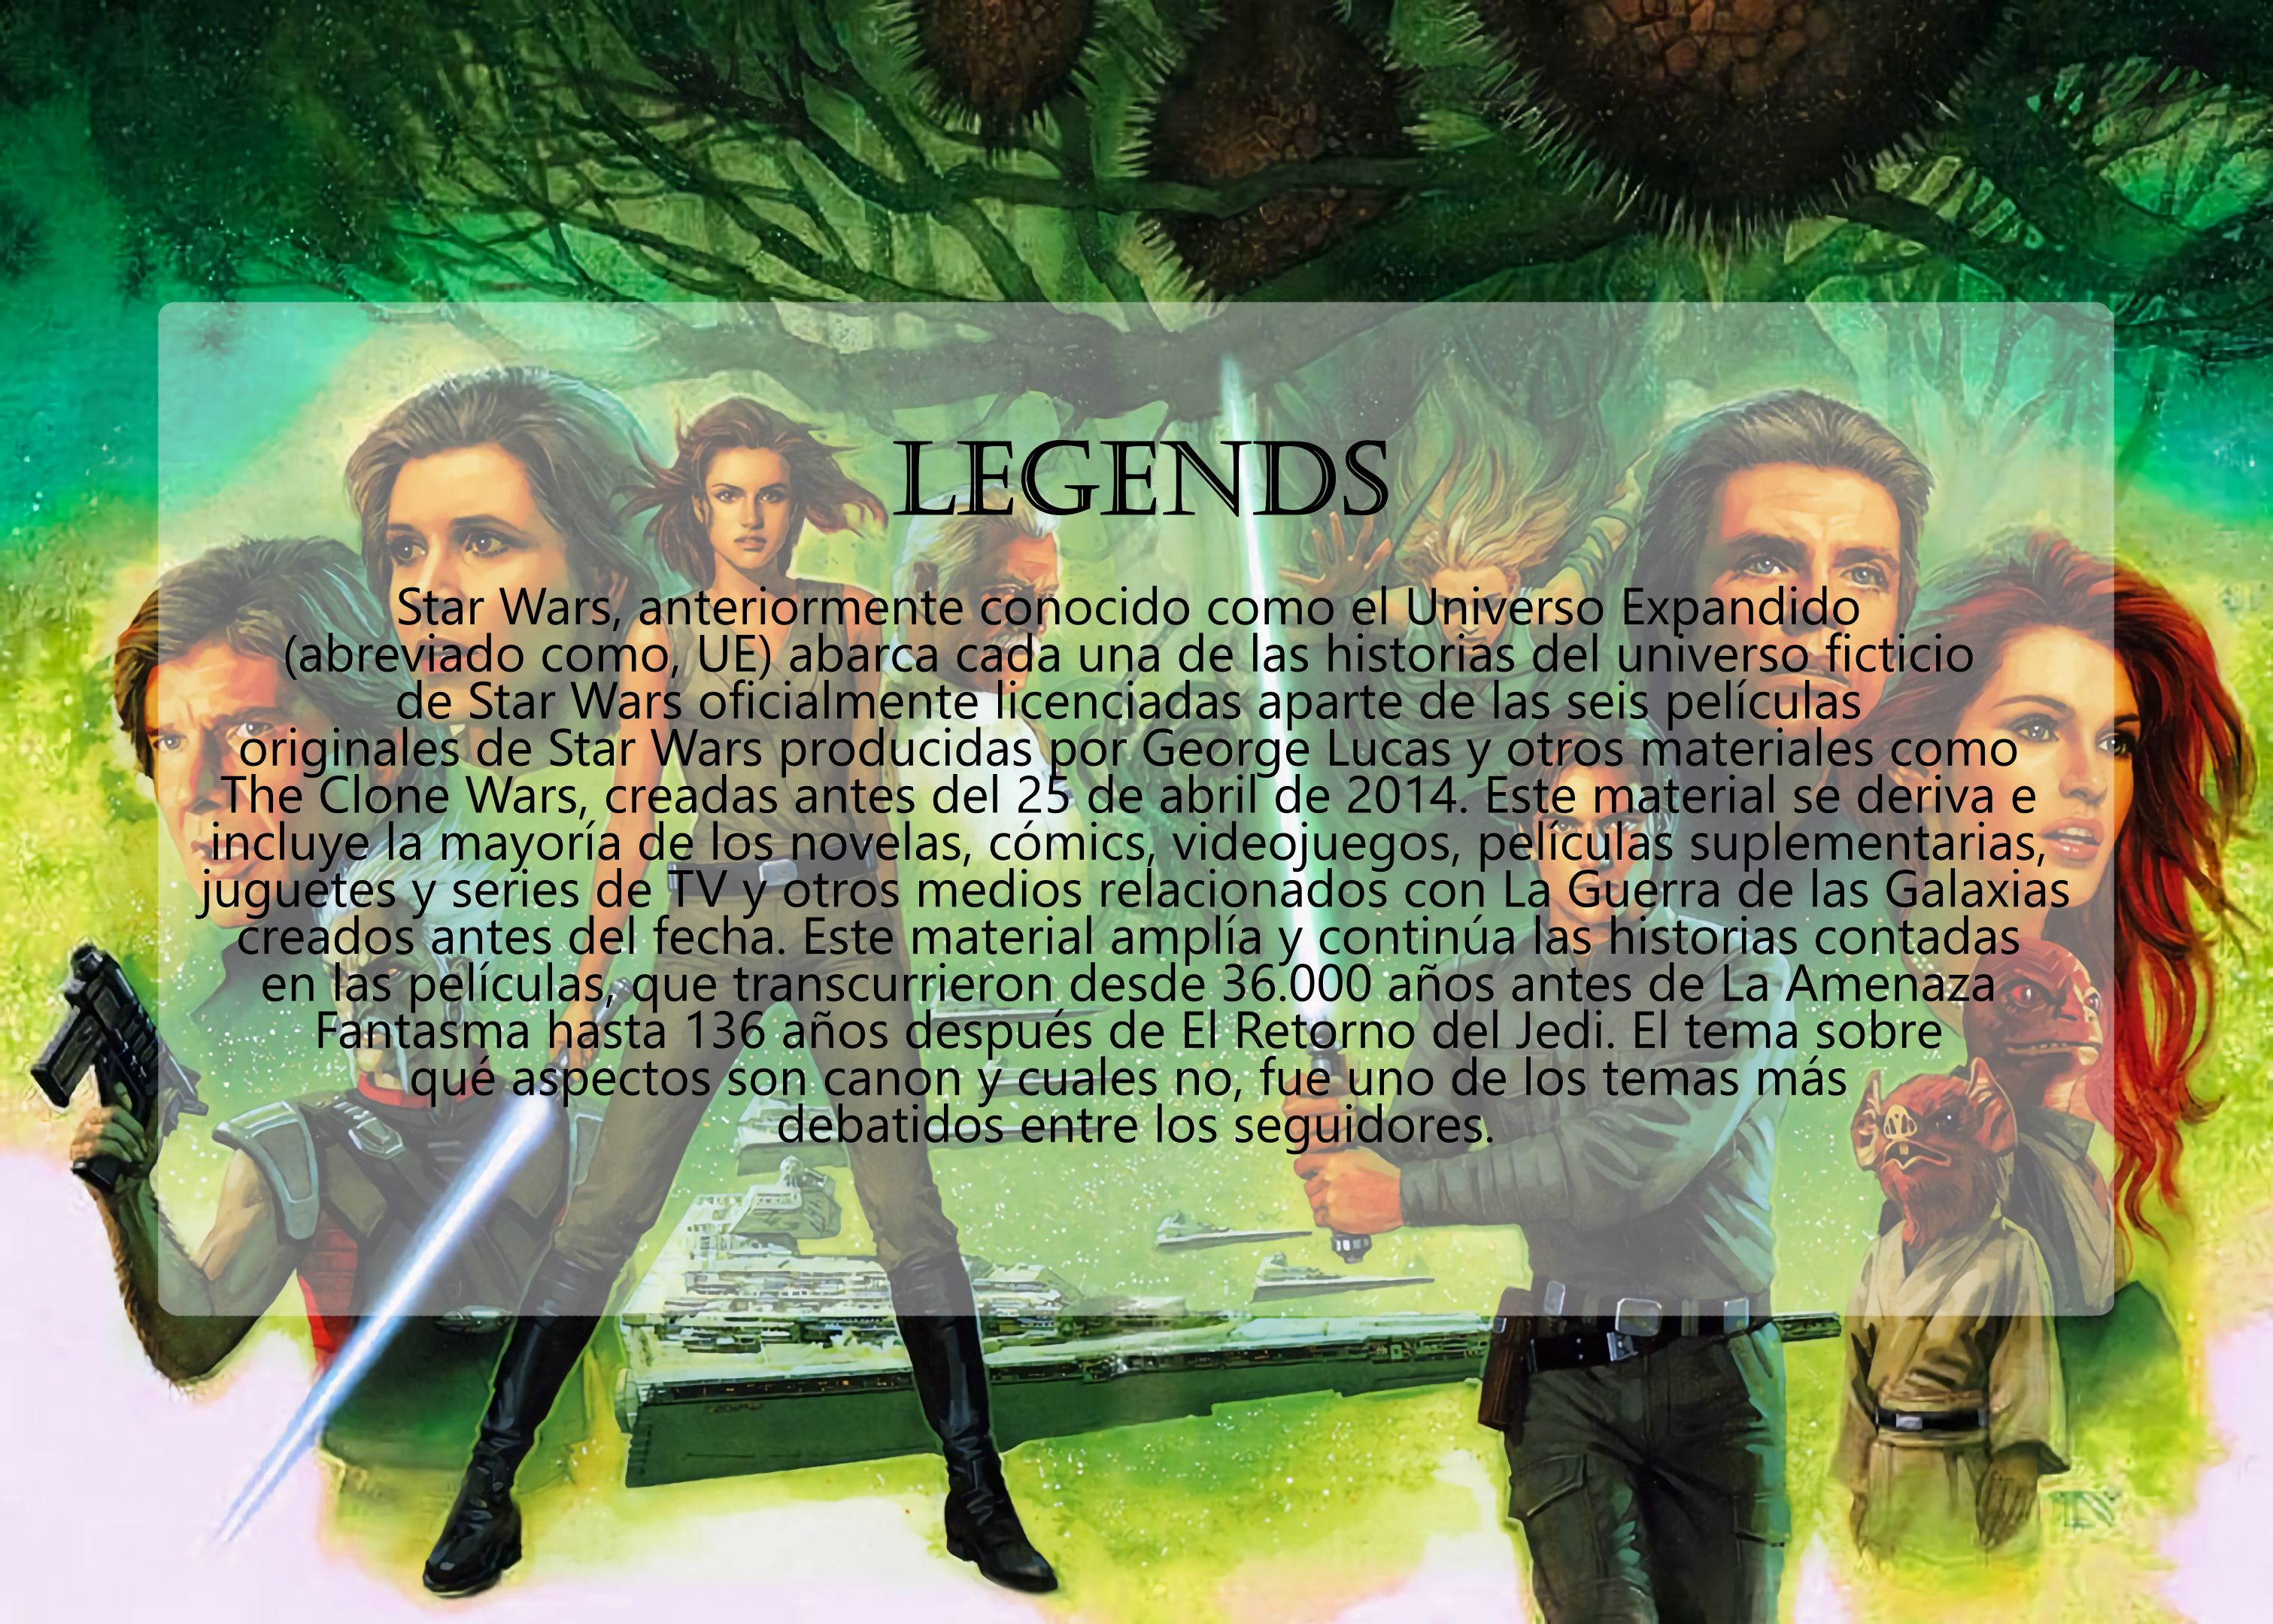 LEGENDS
Star Wars, anteriormente conocido como el Universo Expandido
(abreviado como, UE) abarca cada una de las historias del universo ficticio
de Star Wars oficialmente licenciadas aparte de las seis películas
originales de Star Wars producidas por George Lucas y otros materiales como
The Clone Wars, creadas antes del 25 de abril de 2014. Este material se deriva e
incluye la mayoría de los novelas, cómics, videojuegos, películas suplementarias,
juguetes y series de TV y otros medios relacionados con La Guerra de las Galaxias
creados antes del fecha. Este material amplía y continúa las historias contadas
en las películas, que transcurrieron desde 36.000 años antes de La Amenaza
Fantasma hasta 136 años después de El Retorno del Jedi. El tema sobre
qué aspectos son canon y cuales no, fue uno de los temas más
debatidos entre los seguidores.